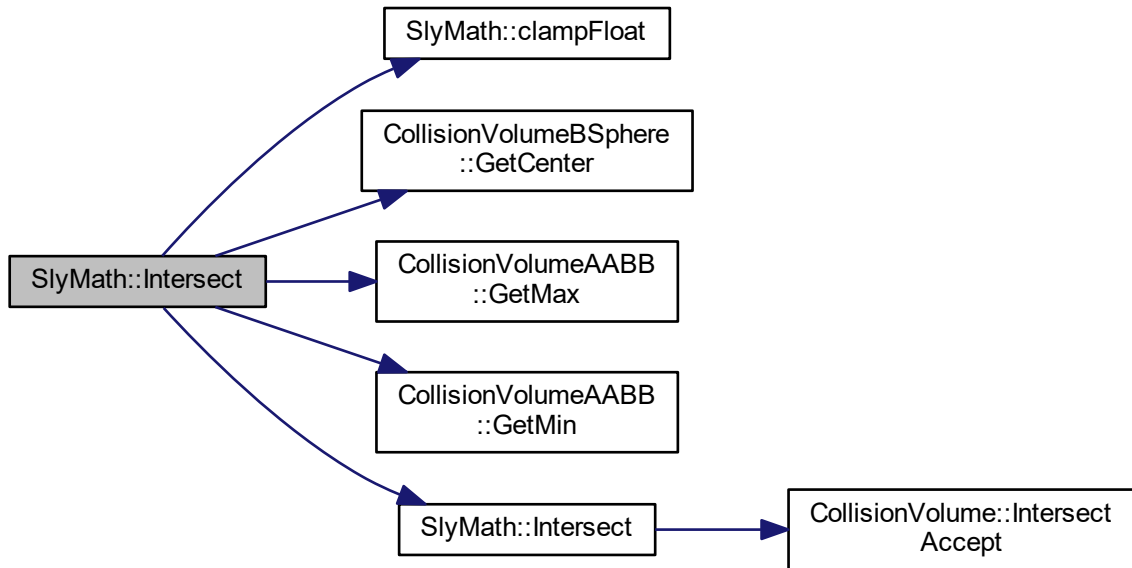 SlyMath::clampFloat
CollisionVolumeBSphere
::GetCenter
SlyMath::Intersect
CollisionVolumeAABB
::GetMax
CollisionVolumeAABB
::GetMin
SlyMath::Intersect
CollisionVolume::Intersect
Accept